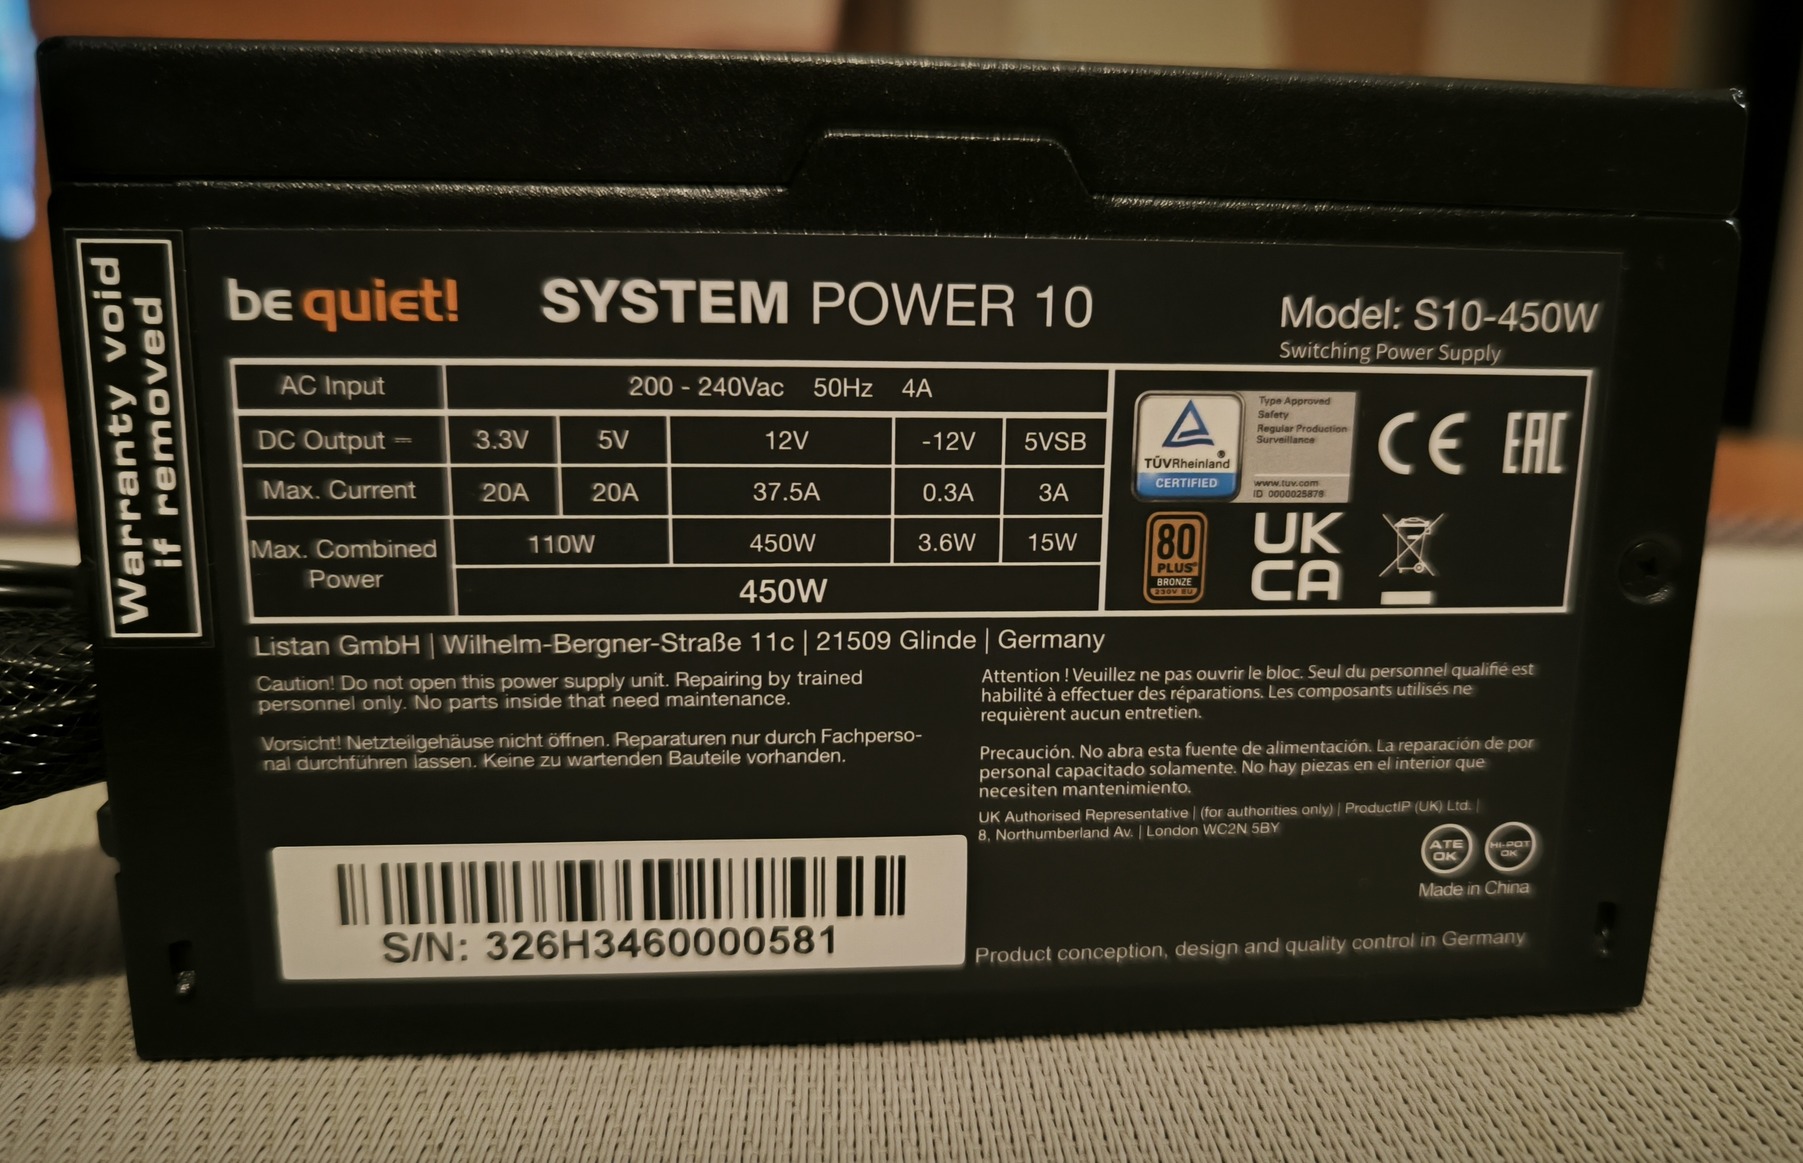 Warranty void
if removed
be quiet!
SYSTEM POWER 10
Model: S10-450W
Switching Power Supply
AC Input 200 - 240Vac 50Hz 4A
DC Output 3.3V 5V 12V -12V 5VSB
Max. Current 20A 20A 37.5A 0.3A 3A
Max. Combined Power 110W 450W 3.6W 15W
450W
Type Approved
Safety
Regular Production
Surveillance
TÜVRheinland®
CERTIFIED
www.tuv.com
ID 0000025876
CE
EAC
80
PLUS®
BRONZE
230V EU
UK
CA
Listan GmbH | Wilhelm-Bergner-Straße 11c | 21509 Glinde | Germany
Caution! Do not open this power supply unit. Repairing by trained
personnel only. No parts inside that need maintenance.
Vorsicht! Netzteilgehäuse nicht öffnen. Reparaturen nur durch Fachperso-
nal durchführen lassen. Keine zu wartenden Bauteile vorhanden.
Attention ! Veuillez ne pas ouvrir le bloc. Seul du personnel qualifié est
habilité à effectuer des réparations. Les composants utilisés ne
requièrent aucun entretien.
Precaución. No abra esta fuente de alimentación. La reparación de por
personal capacitado solamente. No hay piezas en el interior que
necesiten mantenimiento.
UK Authorised Representative | (for authorities only) | ProductIP (UK) Ltd. |
8, Northumberland Av. | London WC2N 5BY
ATE
OK
HI-POT
OK
Made in China
S/N: 326H3460000581
Product conception, design and quality control in Germany